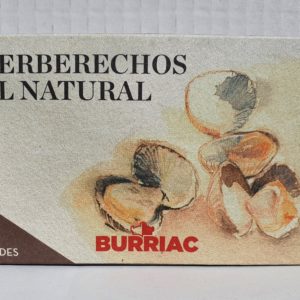 ERBERECHOS
L NATURAL
BURRIAC
DES